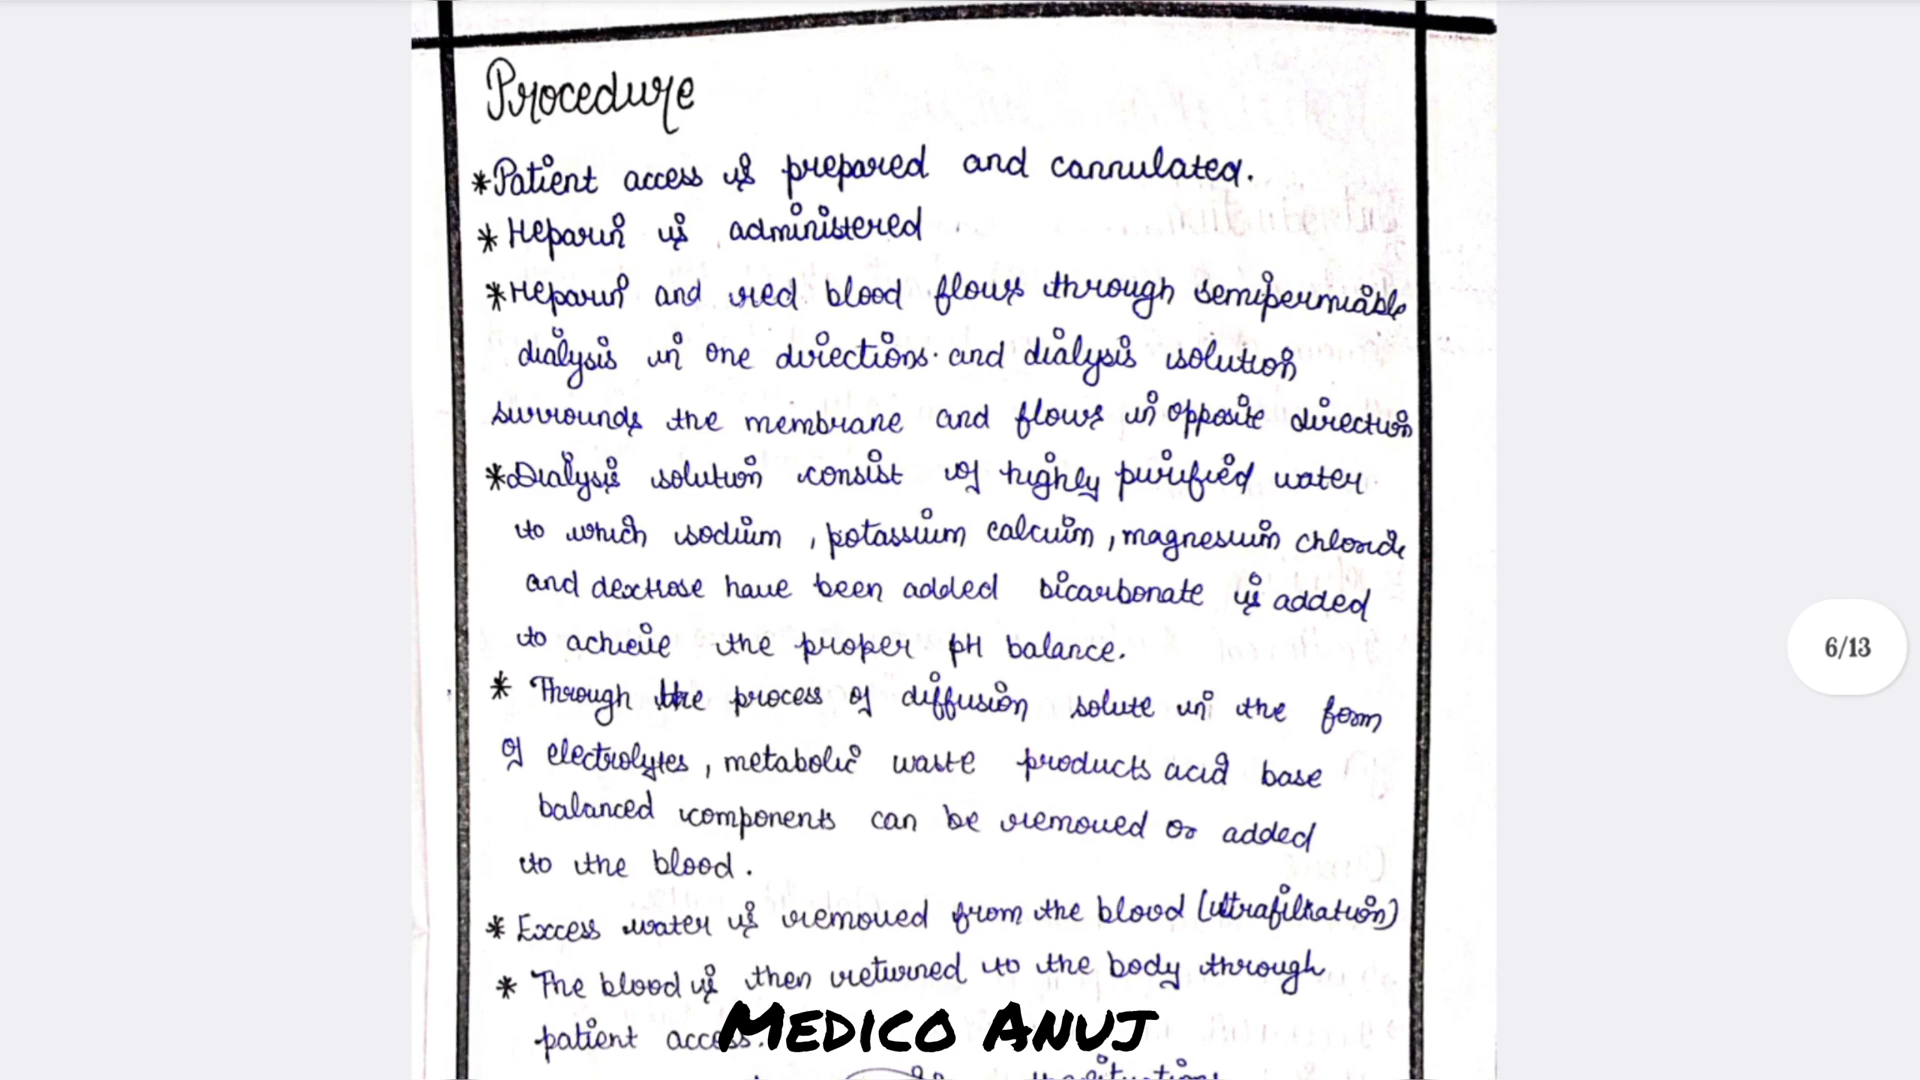 Procedure
*Patient access is prepared and cannulated.
* Heparin is administered
*Heparin and red blood flows through semipermiable
dialysis in one directions. and dialysis solution
surrounds the membrane and flows in opposite direction
*Dialysis solution consist of highly purified water
to which sodium, potassium calcium, magnesium chloride
and dextrose have been added bicarbonate is added
to achieve the proper pH balance.
* Through the process of diffusion solute in the form
of electrolytes, metabolic waste products acid base
balanced components can be removed or added
to the blood.
* Excess water is removed from the blood (ultrafiltration)
* The blood is then returned to the body through
patient access.
MEDICO ANUJ
6/13